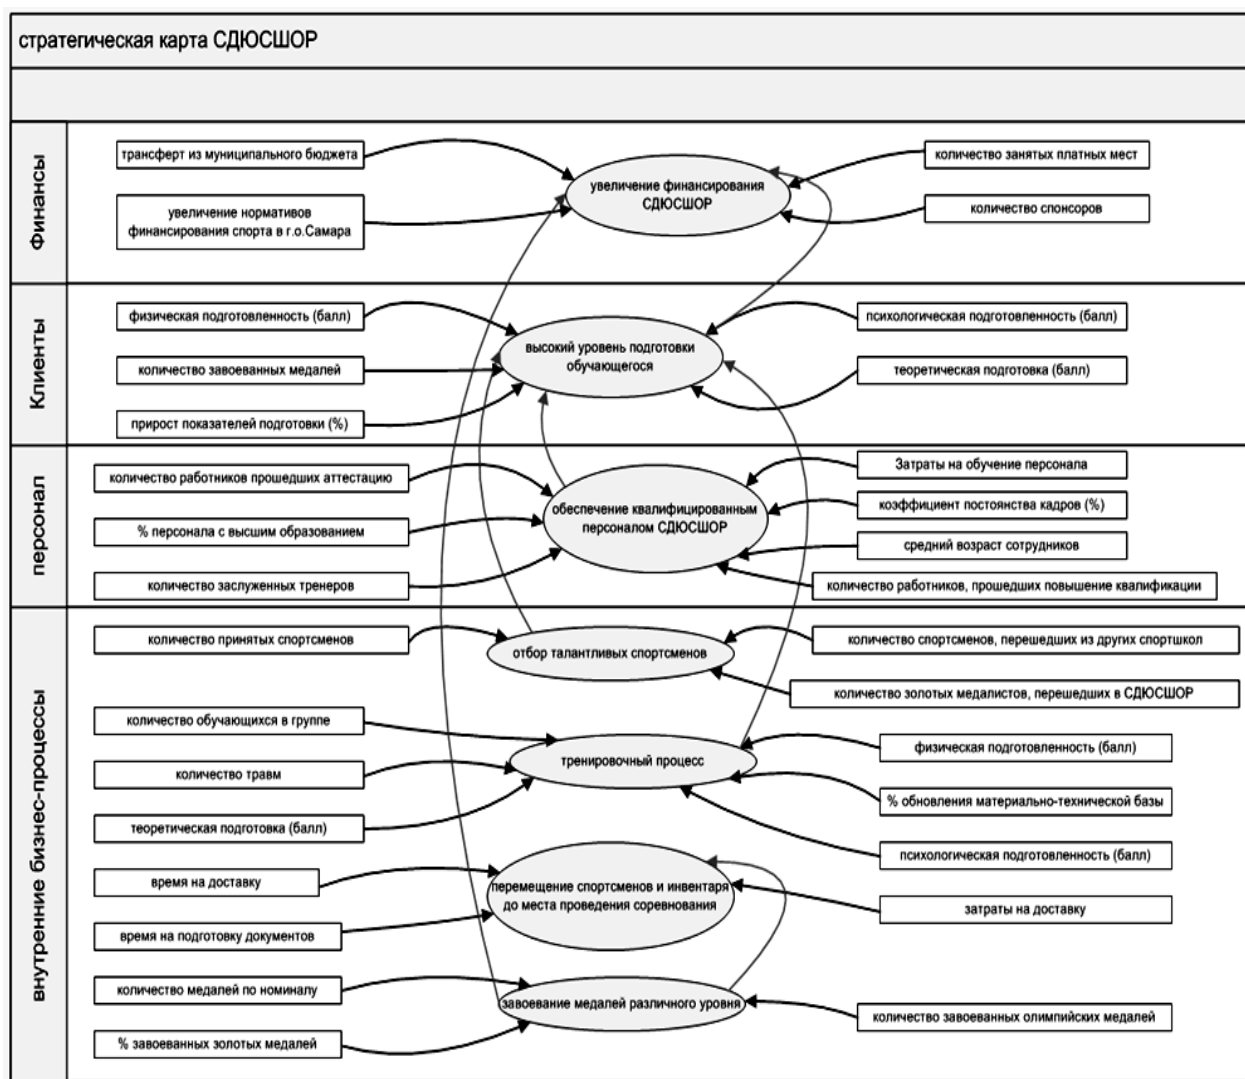 стратегическая карта СДЮСШОР
Финансы
трансферт из муниципального бюджета
увеличение нормативов
финансирования спорта в г.о.Самара
увеличение финансирования
СДЮСШОР
количество занятых платных мест
количество спонсоров
Клиенты
физическая подготовленность (балл)
количество завоеванных медалей
прирост показателей подготовки (%)
высокий уровень подготовки
обучающегося
психологическая подготовленность (балл)
теоретическая подготовка (балл)
персонал
количество работников прошедших аттестацию
% персонала с высшим образованием
количество заслуженных тренеров
обеспечение квалифицированным
персоналом СДЮСШОР
Затраты на обучение персонала
коэффициент постоянства кадров (%)
средний возраст сотрудников
количество работников, прошедших повышение квалификации
внутренние бизнес-процессы
количество принятых спортсменов
отбор талантливых спортсменов
количество спортсменов, перешедших из других спортшкол
количество золотых медалистов, перешедших в СДЮСШОР
количество обучающихся в группе
количество травм
теоретическая подготовка (балл)
тренировочный процесс
физическая подготовленность (балл)
% обновления материально-технической базы
психологическая подготовленность (балл)
время на доставку
время на подготовку документов
перемещение спортсменов и инвентаря
до места проведения соревнования
затраты на доставку
количество медалей по номиналу
% завоеванных золотых медалей
завоевание медалей различного уровня
количество завоеванных олимпийских медалей